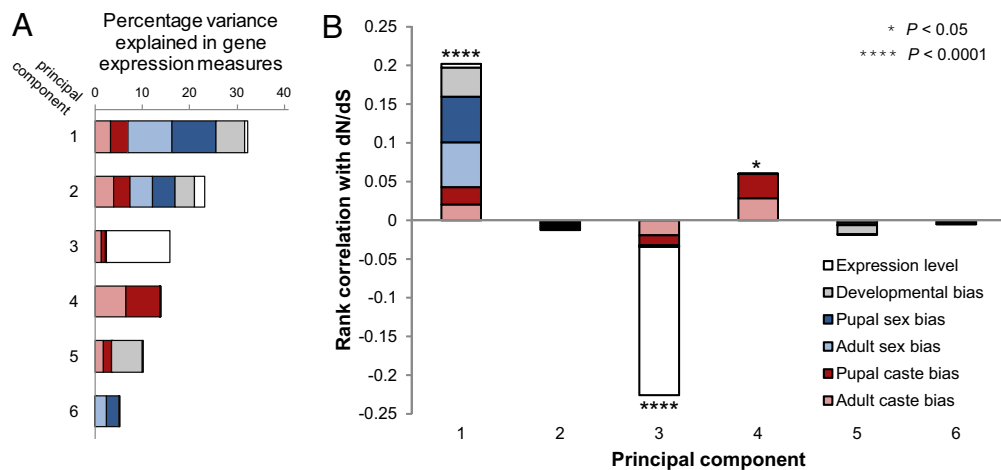 A
Percentage variance
explained in gene
expression measures
principal
component
0 10 20 30 40
1
2
3
4
5
6
B
* P < 0.05
**** P < 0.0001
Rank correlation with dN/dS
0.25
0.2
0.15
0.1
0.05
0
-0.05
-0.1
-0.15
-0.2
-0.25
****
*
****
Expression level
Developmental bias
Pupal sex bias
Adult sex bias
Pupal caste bias
Adult caste bias
1 2 3 4 5 6
Principal component